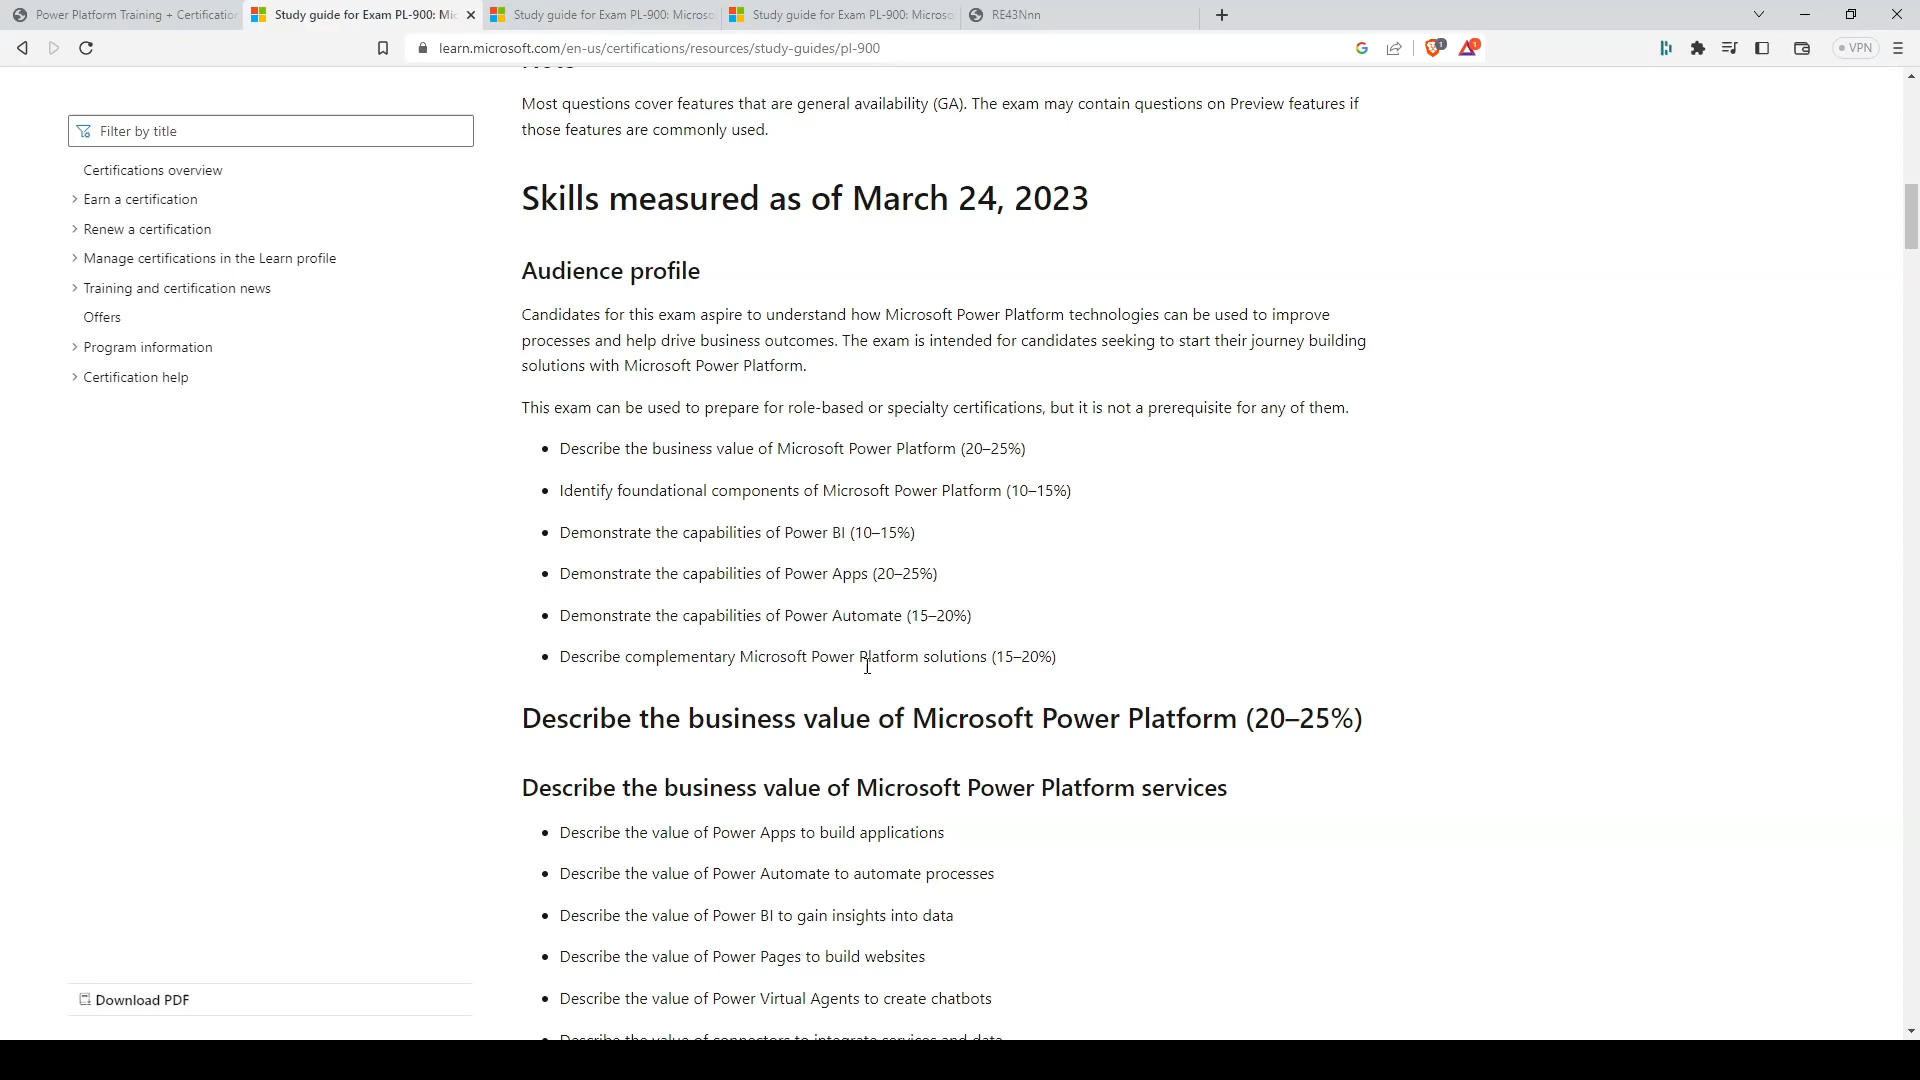 Power Platform Training + Certification
Study guide for Exam PL-900: Mic
Study guide for Exam PL-900: Microso
Study guide for Exam PL-900: Microso
RE43Nnn
learn.microsoft.com/en-us/certifications/resources/study-guides/pl-900
VPN
Note
Most questions cover features that are general availability (GA). The exam may contain questions on Preview features if
those features are commonly used.
Filter by title
Certifications overview
Earn a certification
Renew a certification
Manage certifications in the Learn profile
Training and certification news
Offers
Program information
Certification help
Download PDF
Skills measured as of March 24, 2023
Audience profile
Candidates for this exam aspire to understand how Microsoft Power Platform technologies can be used to improve
processes and help drive business outcomes. The exam is intended for candidates seeking to start their journey building
solutions with Microsoft Power Platform.
This exam can be used to prepare for role-based or specialty certifications, but it is not a prerequisite for any of them.
• Describe the business value of Microsoft Power Platform (20–25%)
• Identify foundational components of Microsoft Power Platform (10–15%)
• Demonstrate the capabilities of Power BI (10–15%)
• Demonstrate the capabilities of Power Apps (20–25%)
• Demonstrate the capabilities of Power Automate (15–20%)
• Describe complementary Microsoft Power Platform solutions (15–20%)
Describe the business value of Microsoft Power Platform (20–25%)
Describe the business value of Microsoft Power Platform services
• Describe the value of Power Apps to build applications
• Describe the value of Power Automate to automate processes
• Describe the value of Power BI to gain insights into data
• Describe the value of Power Pages to build websites
• Describe the value of Power Virtual Agents to create chatbots
• Describe the value of connectors to integrate services and data